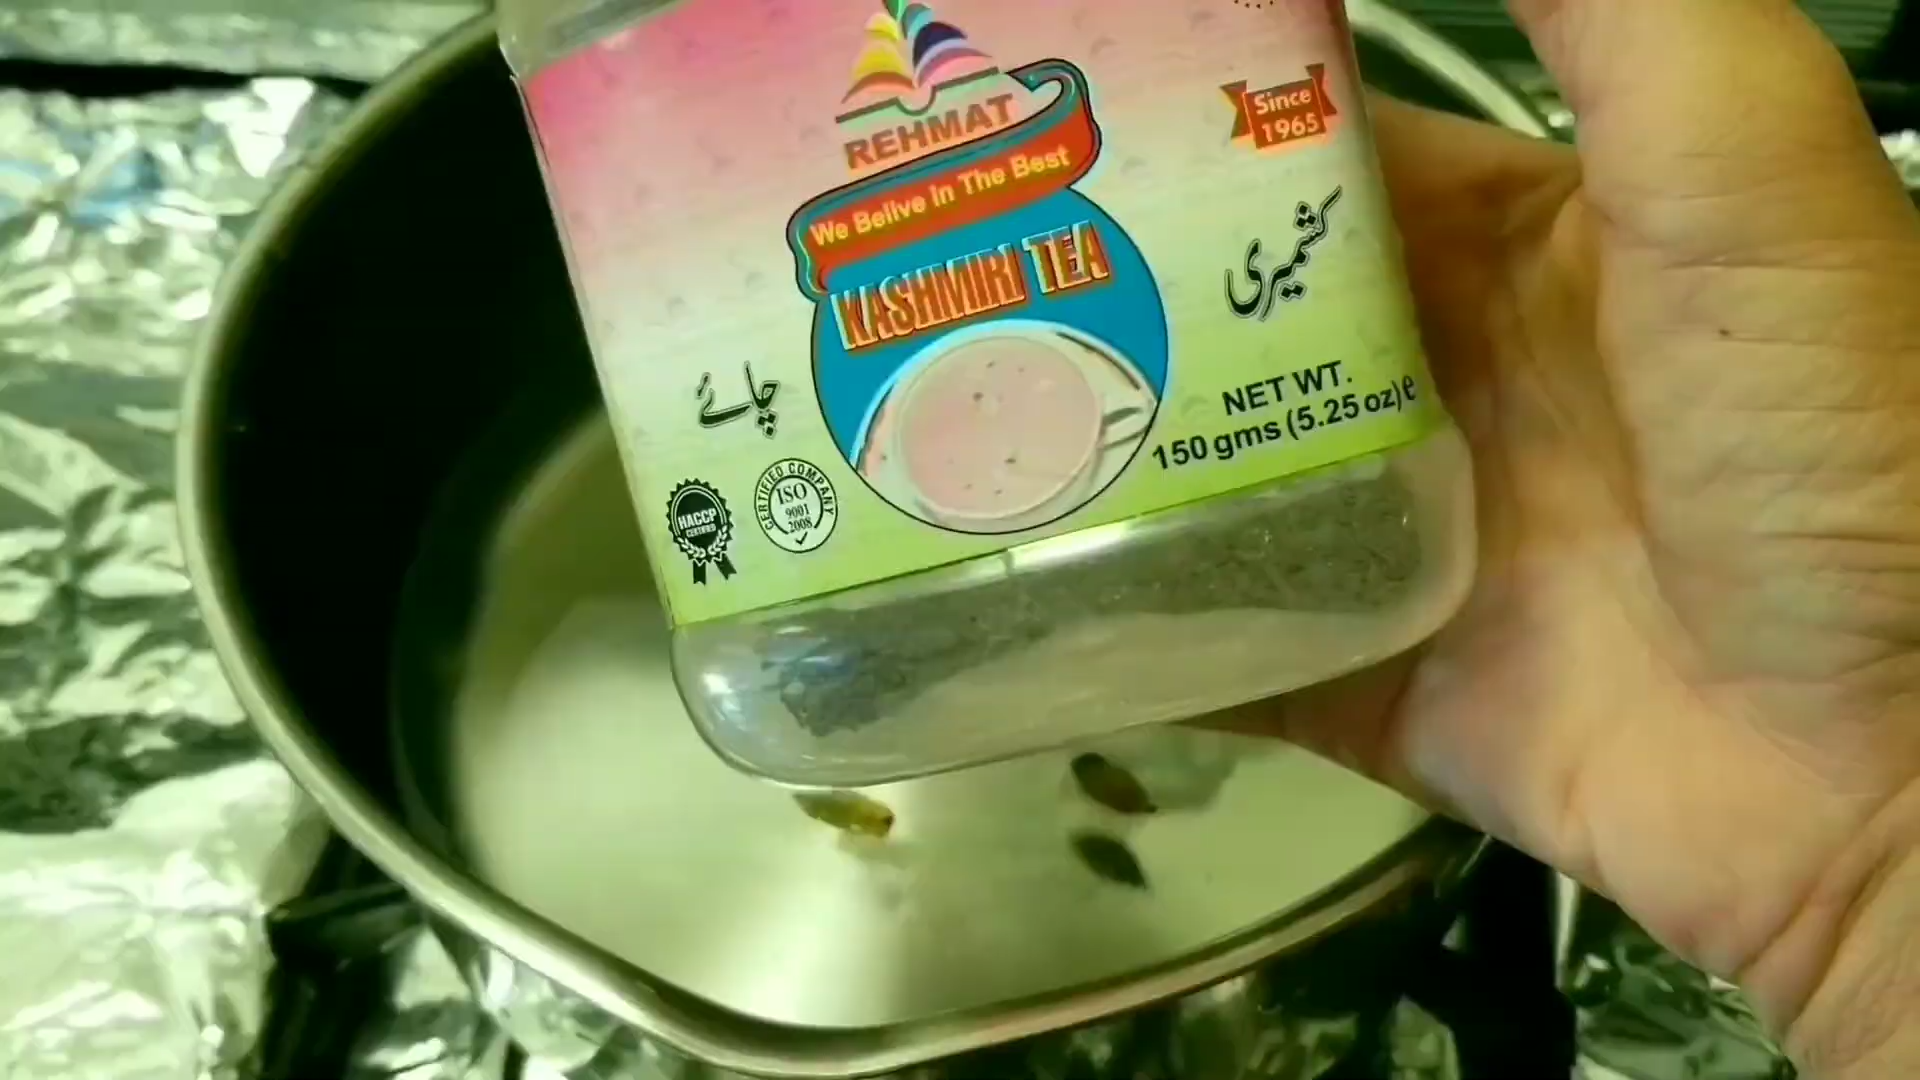 REHMAT
We Belive In The Best
KASHMIRI TEA
Since
1965
کشمیری
چائے
NET WT.
150 gms (5.25 oz) e
HACCP
CERTIFIED
CERTIFIED COMPANY
ISO
9001
2008